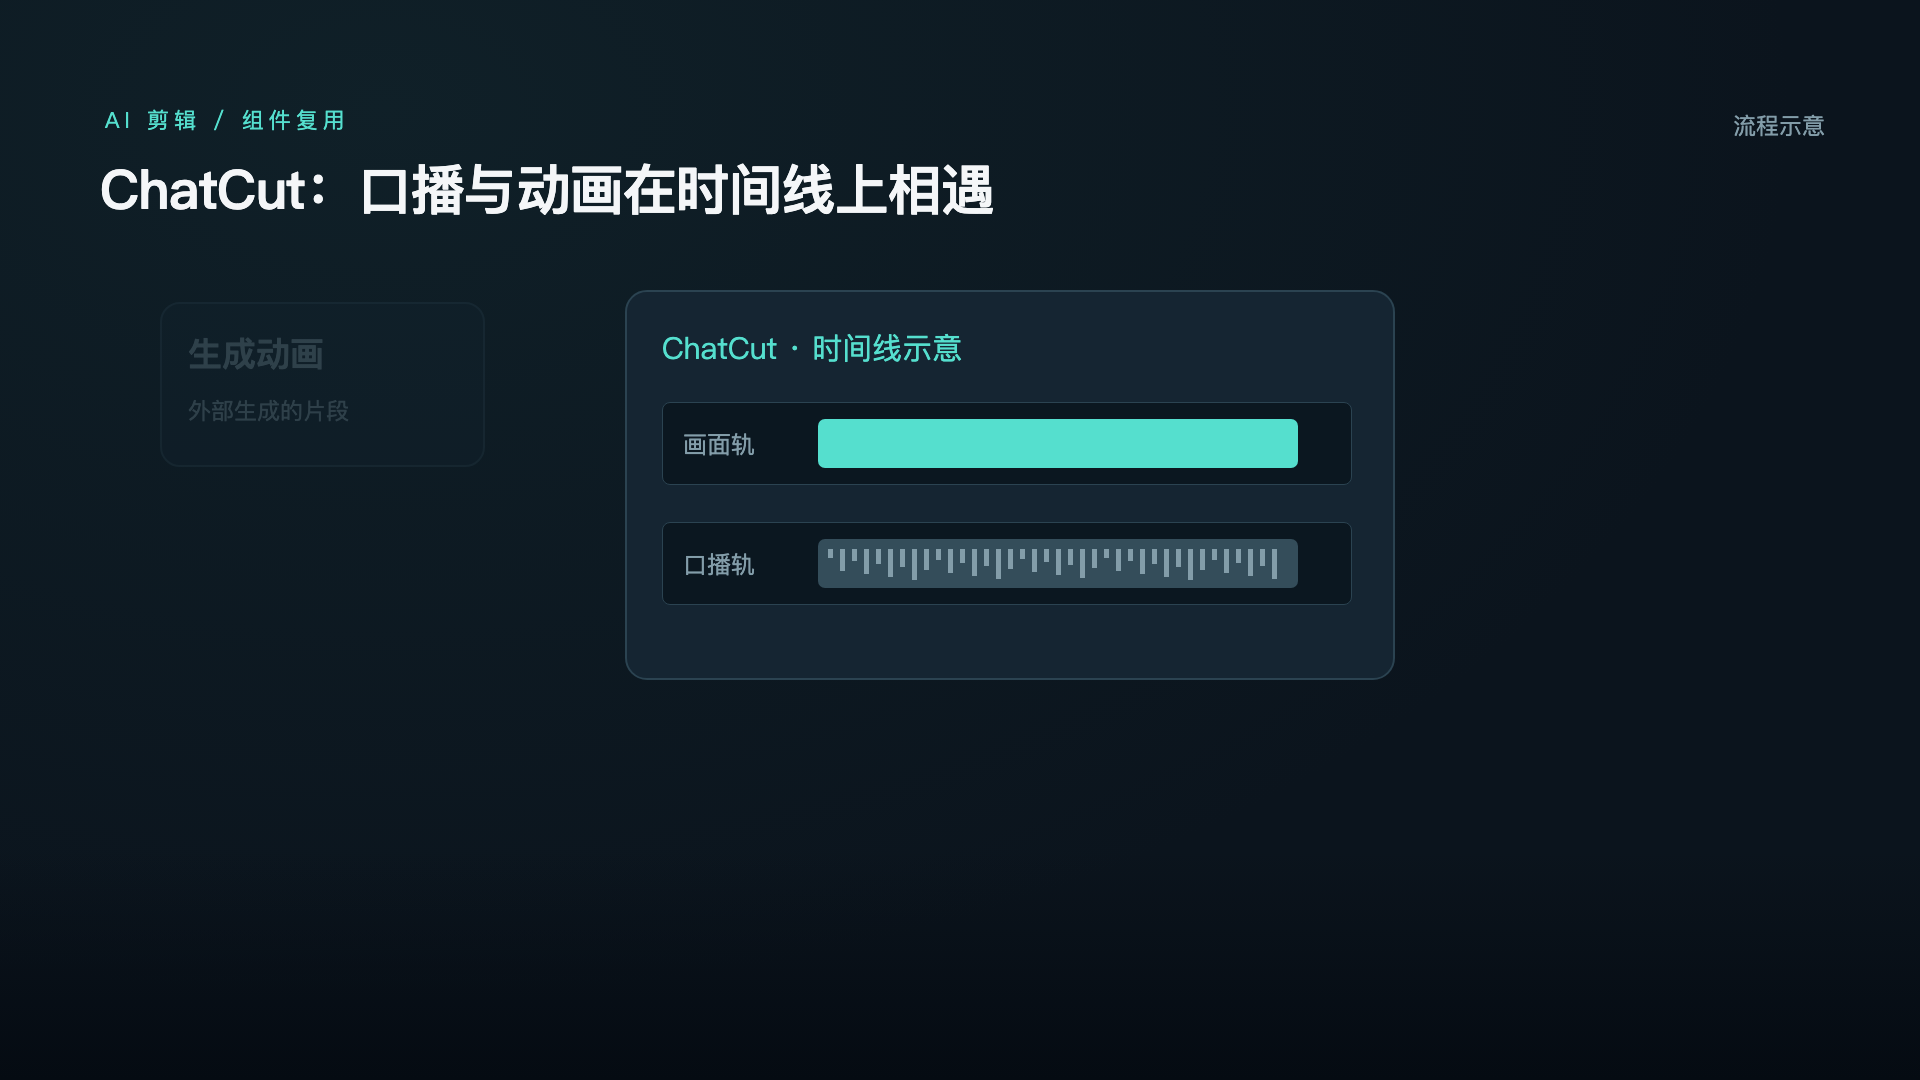 AI 剪辑 / 组件复用
流程示意
ChatCut：口播与动画在时间线上相遇
生成动画
外部生成的片段
ChatCut · 时间线示意
画面轨
口播轨